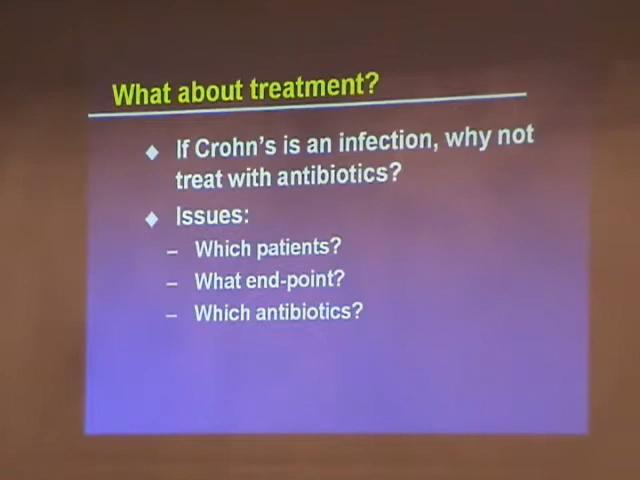 What about treatment?
◆ If Crohn's is an infection, why not
treat with antibiotics?
◆ Issues:
– Which patients?
– What end-point?
– Which antibiotics?